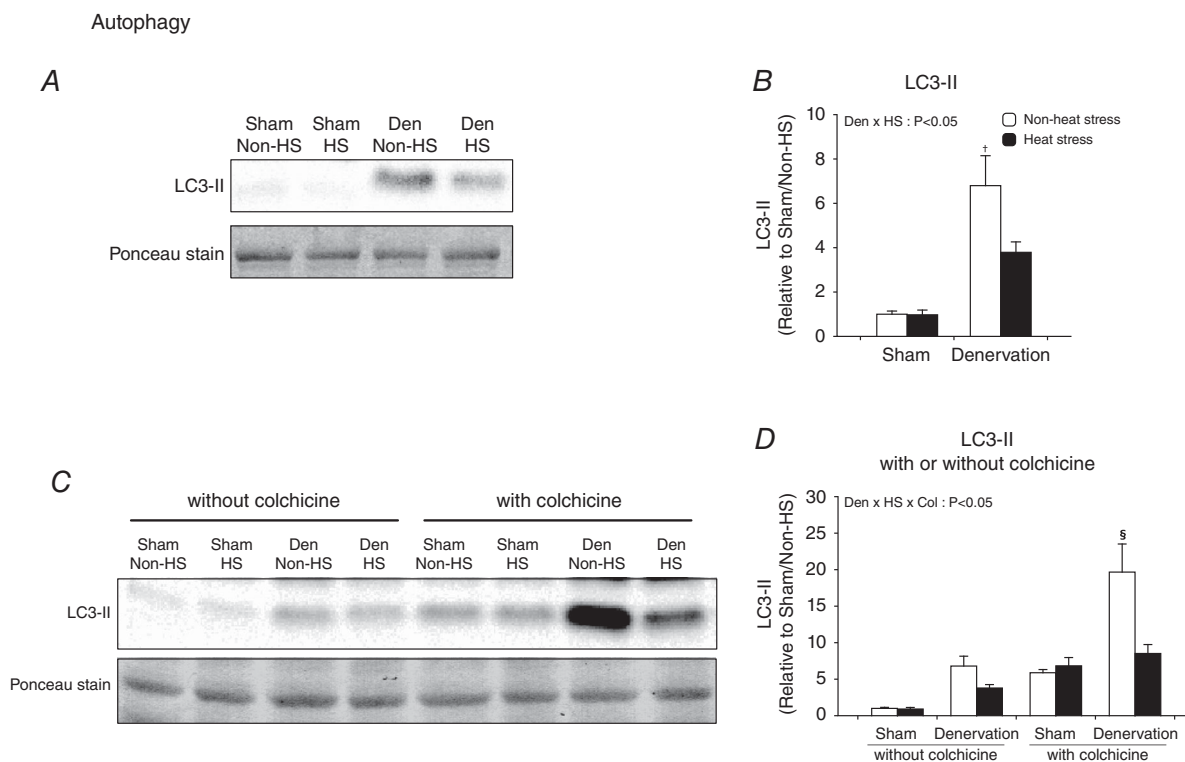 Autophagy
A
Sham Sham Den Den
Non-HS HS Non-HS HS
LC3-II
Ponceau stain
B
LC3-II
Den x HS : P<0.05
Non-heat stress
Heat stress
LC3-II
(Relative to Sham/Non-HS)
10
8
6
4
2
0
†
Sham Denervation
C
without colchicine with colchicine
Sham Sham Den Den Sham Sham Den Den
Non-HS HS Non-HS HS Non-HS HS Non-HS HS
LC3-II
Ponceau stain
D
LC3-II
with or without colchicine
Den x HS x Col : P<0.05
LC3-II
(Relative to Sham/Non-HS)
30
25
20
15
10
5
0
§
Sham Denervation Sham Denervation
without colchicine with colchicine